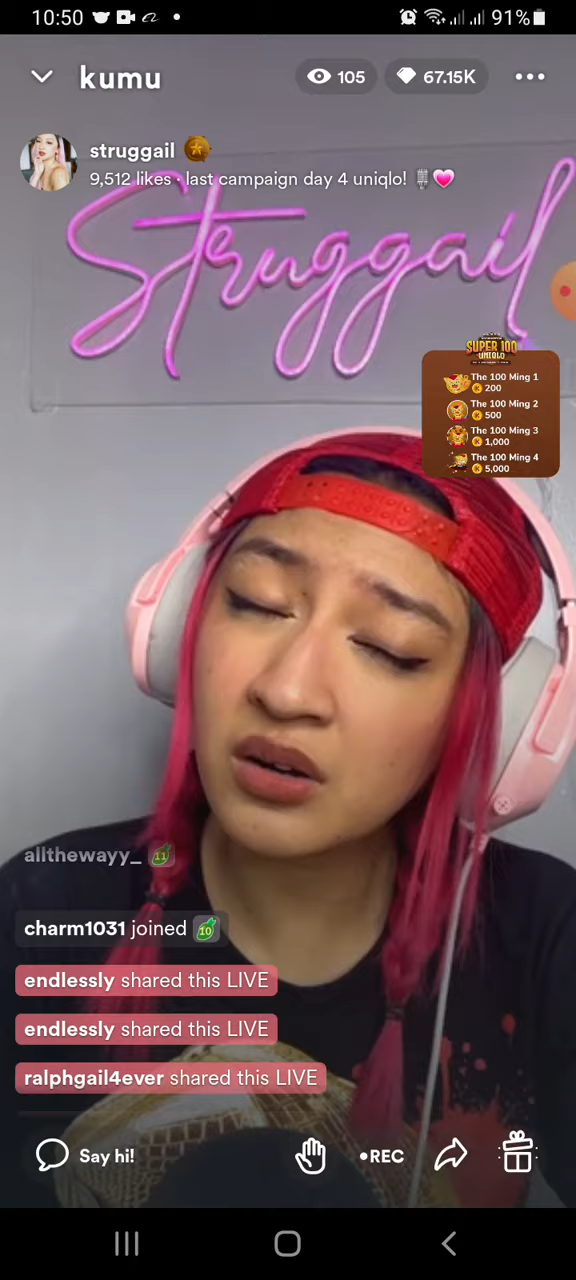 10:50
91%
kumu
105
67.15K
struggail
9,512 likes · last campaign day 4 uniqlo!
Struggail
SUPER 100
UNIQLO
The 100 Ming 1
200
The 100 Ming 2
500
The 100 Ming 3
1,000
The 100 Ming 4
5,000
allthewayy_ 11
charm1031 joined 10
endlessly shared this LIVE
endlessly shared this LIVE
ralphgail4ever shared this LIVE
Say hi!
•REC